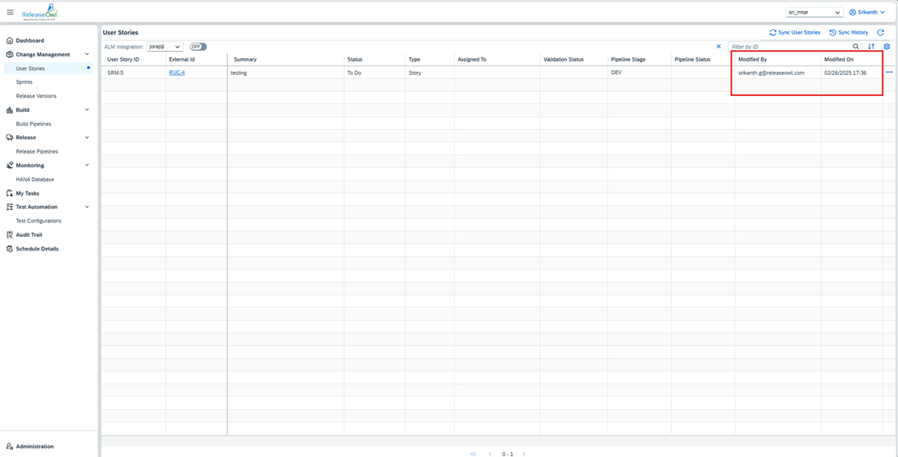 ReleaseOwl
sri_mtar
Srikanth
Dashboard
Change Management
User Stories
Sprints
Release Versions
Build
Build Pipelines
Release
Release Pipelines
Monitoring
HANA Database
My Tasks
Test Automation
Test Configurations
Audit Trail
Schedule Details
Administration
User Stories
Sync User Stories
Sync History
ALM Integration:
OFF
Filter by ID
User Story ID External Id Summary Status Type Assigned To Validation Status Pipeline Stage Pipeline Status Modified By Modified On
SRM-5 RUC-4 testing To Do Story DEV srikanth.g@releaseowl.com 02/26/2025 17:36
0 - 1